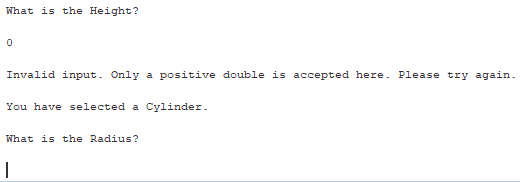 What is the Height?
0
Invalid input. Only a positive double is accepted here. Please try again.
You have selected a Cylinder.
What is the Radius?